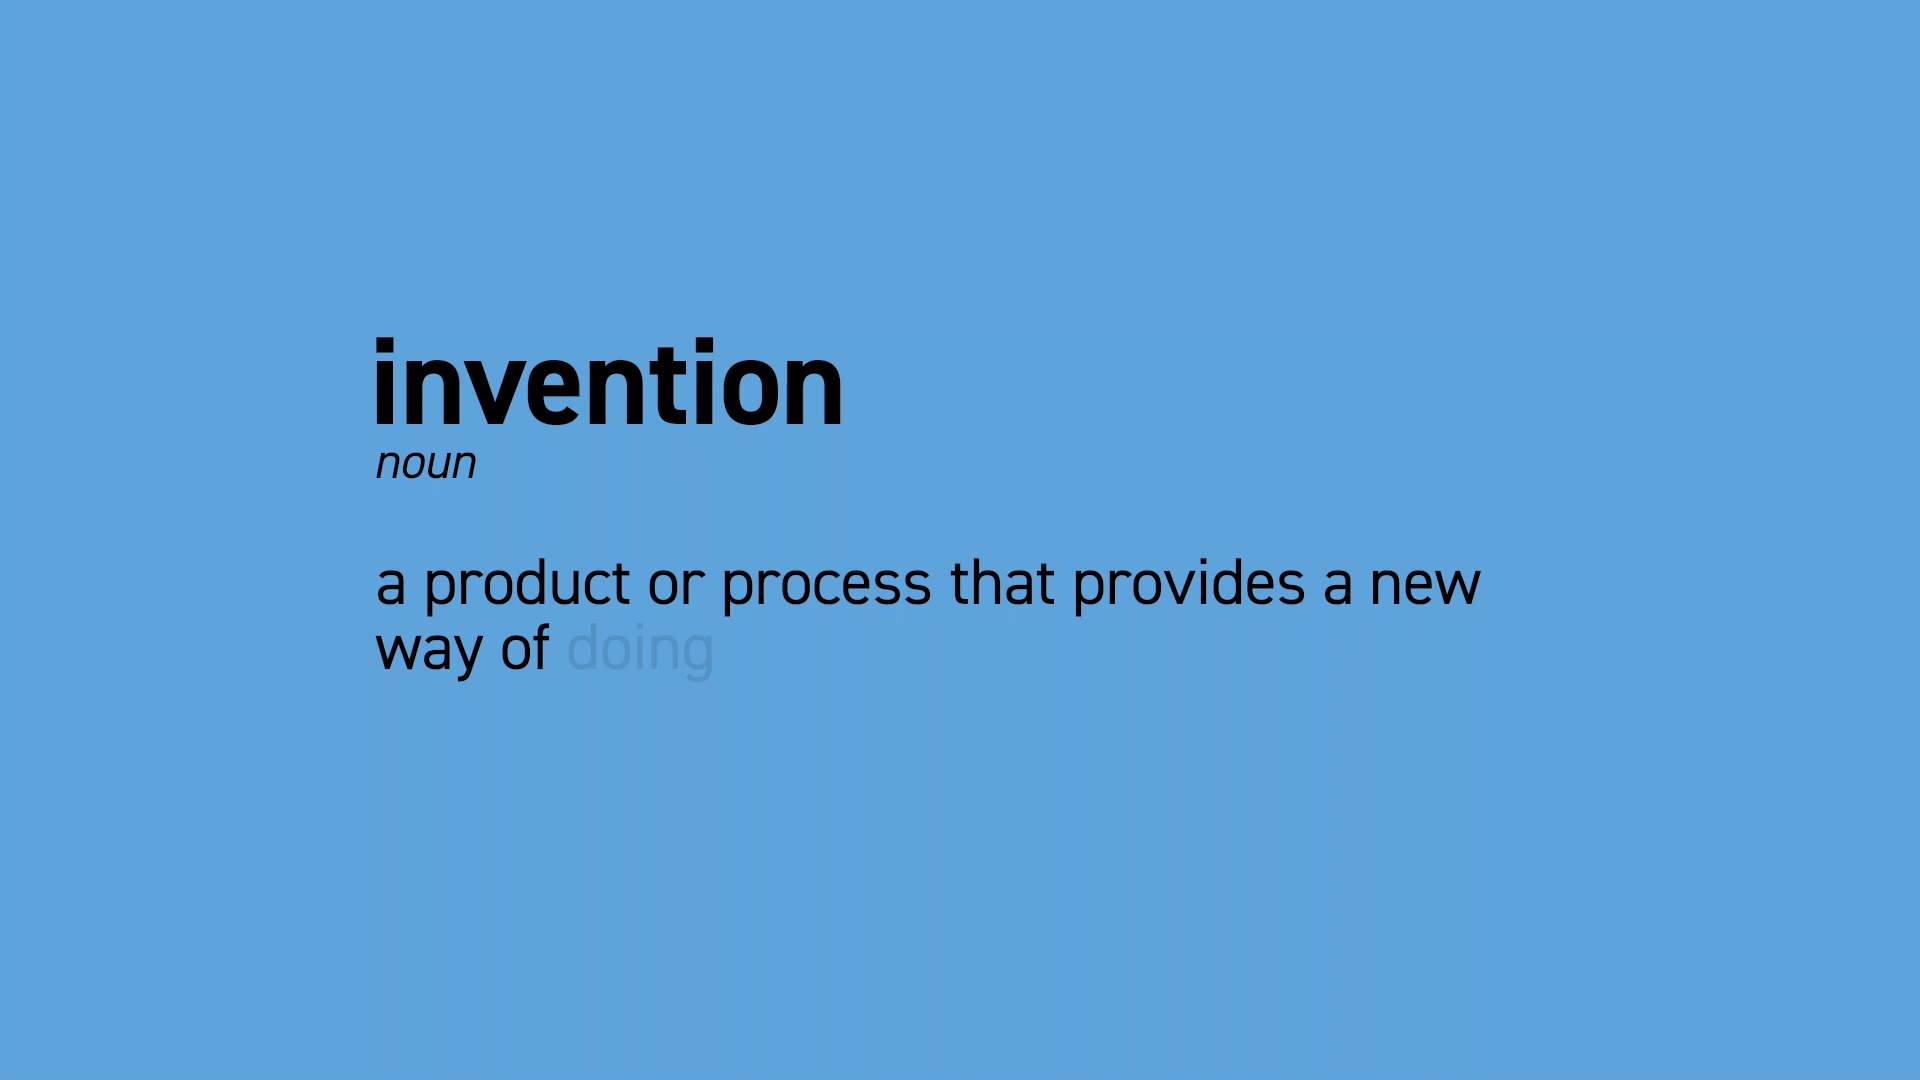 invention
noun
a product or process that provides a new
way of doing